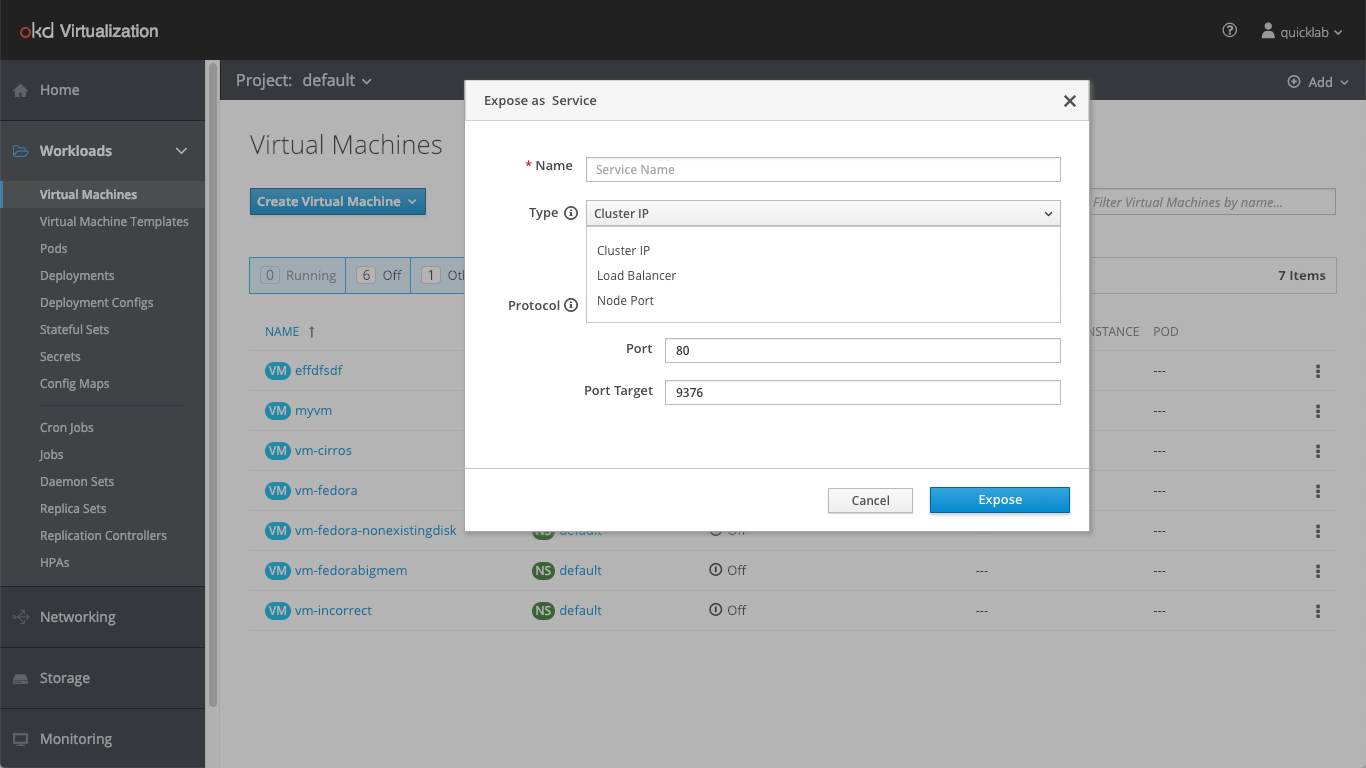 okd Virtualization
quicklab
Home
Workloads
Virtual Machines
Virtual Machine Templates
Pods
Deployments
Deployment Configs
Stateful Sets
Secrets
Config Maps
Cron Jobs
Jobs
Daemon Sets
Replica Sets
Replication Controllers
HPAs
Networking
Storage
Monitoring
Project: default
Add
Virtual Machines
Create Virtual Machine
Filter Virtual Machines by name...
0 Running 6 Off 1
7 Items
NAME ↑ POD
VM effdfsdf ---
VM myvm ---
VM vm-cirros ---
VM vm-fedora ---
VM vm-fedora-nonexistingdisk NS default Off ---
VM vm-fedorabigmem NS default Off --- ---
VM vm-incorrect NS default Off --- ---
Expose as Service
* Name Service Name
Type Cluster IP
Cluster IP
Load Balancer
Node Port
Protocol
Port 80
Port Target 9376
Cancel Expose